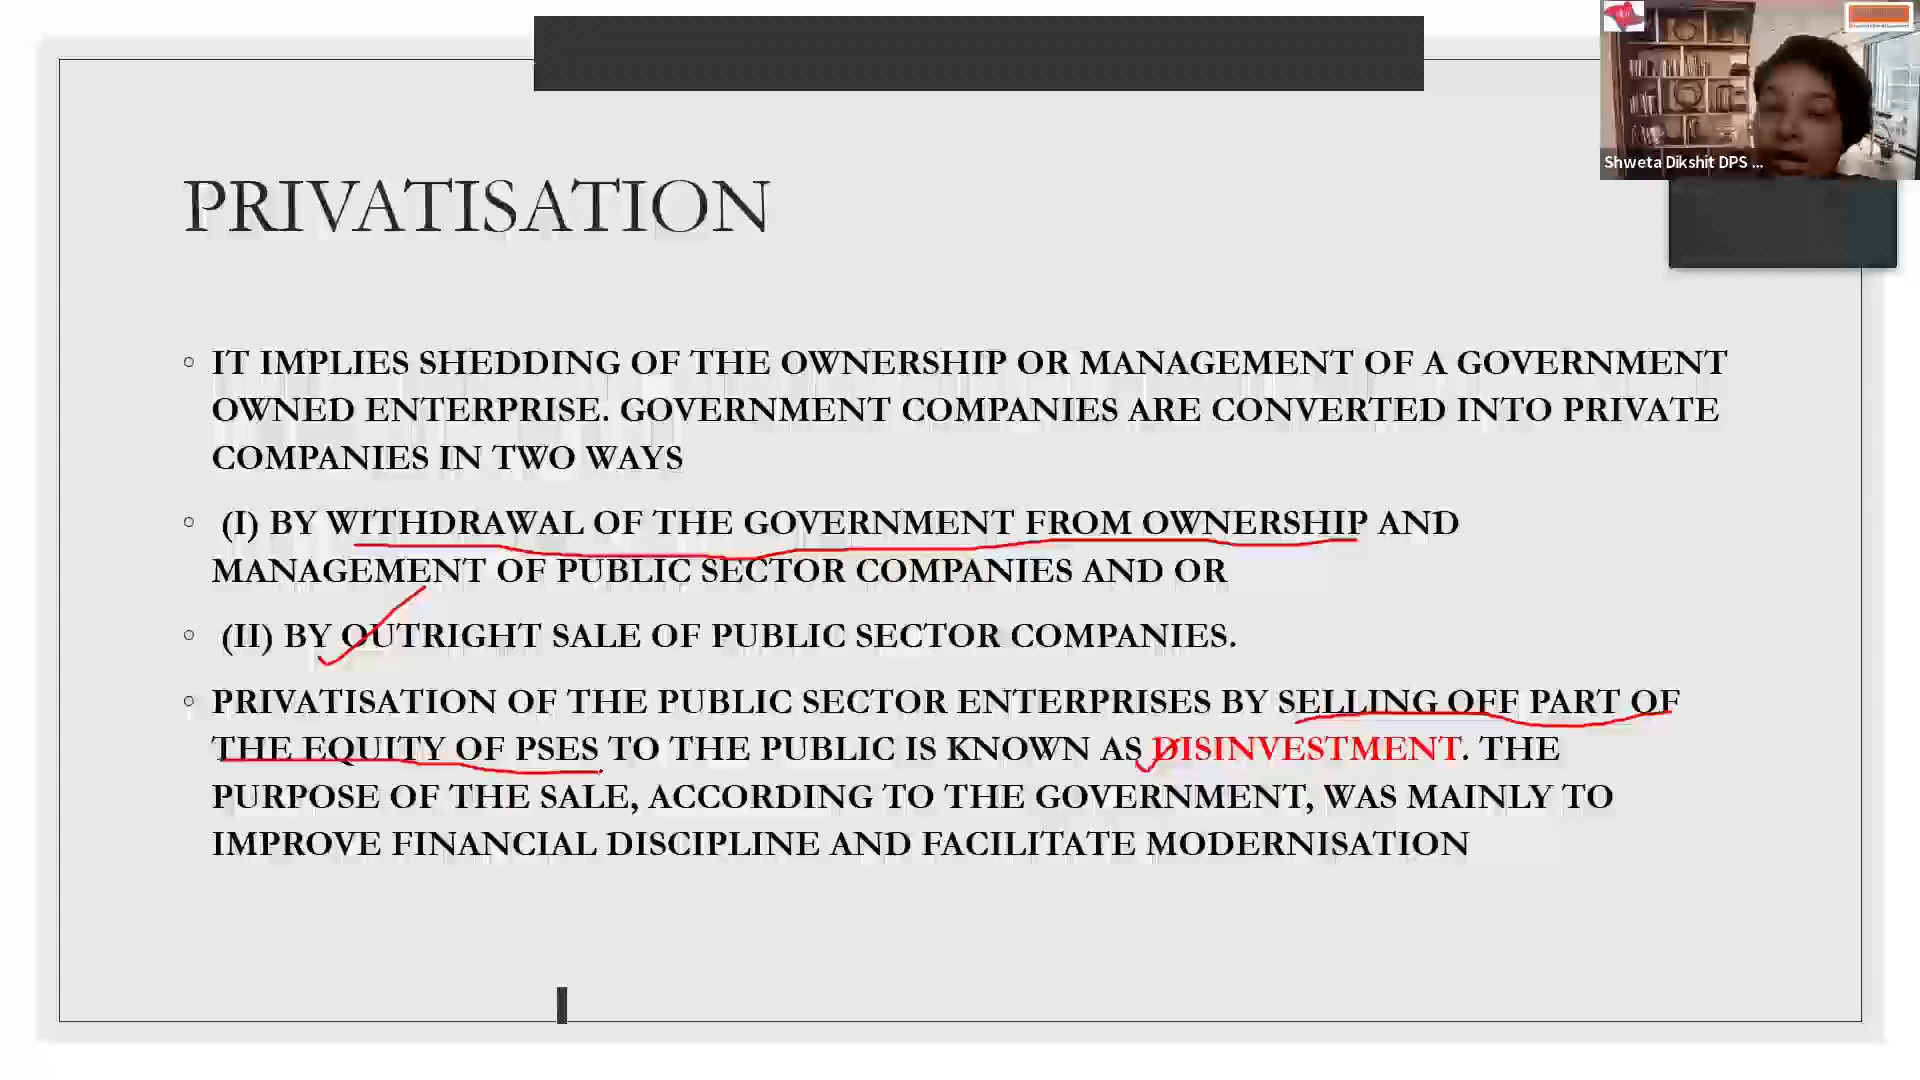 Shweta Dikshit DPS ...
PRIVATISATION
◦ IT IMPLIES SHEDDING OF THE OWNERSHIP OR MANAGEMENT OF A GOVERNMENT
OWNED ENTERPRISE. GOVERNMENT COMPANIES ARE CONVERTED INTO PRIVATE
COMPANIES IN TWO WAYS
◦ (I) BY WITHDRAWAL OF THE GOVERNMENT FROM OWNERSHIP AND
MANAGEMENT OF PUBLIC SECTOR COMPANIES AND OR
◦ (II) BY OUTRIGHT SALE OF PUBLIC SECTOR COMPANIES.
◦ PRIVATISATION OF THE PUBLIC SECTOR ENTERPRISES BY SELLING OFF PART OF
THE EQUITY OF PSES TO THE PUBLIC IS KNOWN AS DISINVESTMENT. THE
PURPOSE OF THE SALE, ACCORDING TO THE GOVERNMENT, WAS MAINLY TO
IMPROVE FINANCIAL DISCIPLINE AND FACILITATE MODERNISATION